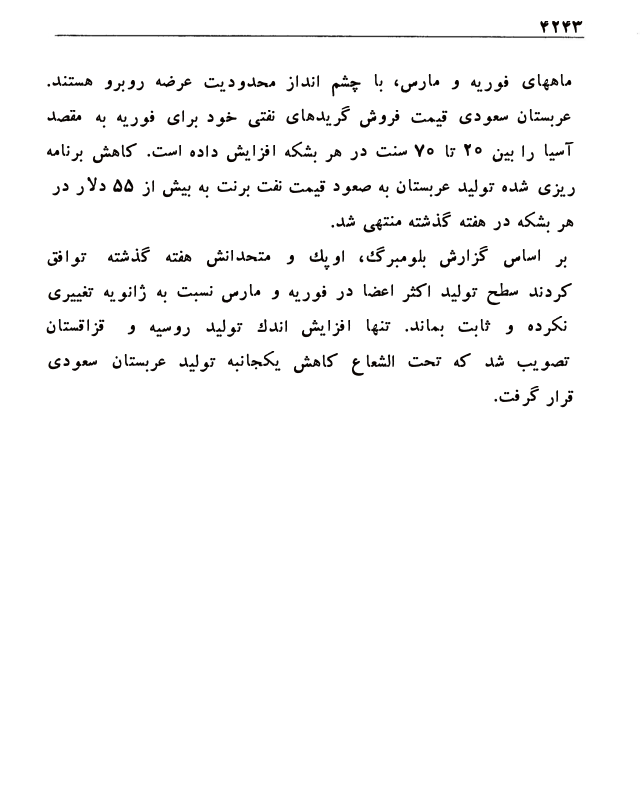 ۴۲۴۳
ماههای فوریه و مارس، با چشم انداز محدودیت عرضه روبرو هستند.
عربستان سعودی قیمت فروش گریدهای نفتی خود برای فوریه به مقصد
آسیا را بین ۲۰ تا ۷۰ سنت در هر بشکه افزایش داده است. کاهش برنامه
ریزی شده تولید عربستان به صعود قیمت نفت برنت به بیش از ۵۵ دلار در
هر بشکه در هفته گذشته منتهی شد.
بر اساس گزارش بلومبرگ، اوپك و متحدانش هفته گذشته توافق
کردند سطح تولید اکثر اعضا در فوریه و مارس نسبت به ژانویه تغییری
نکرده و ثابت بماند. تنها افزایش اندك تولید روسیه و قزاقستان
تصویب شد که تحت الشعاع کاهش یکجانبه تولید عربستان سعودی
قرار گرفت.